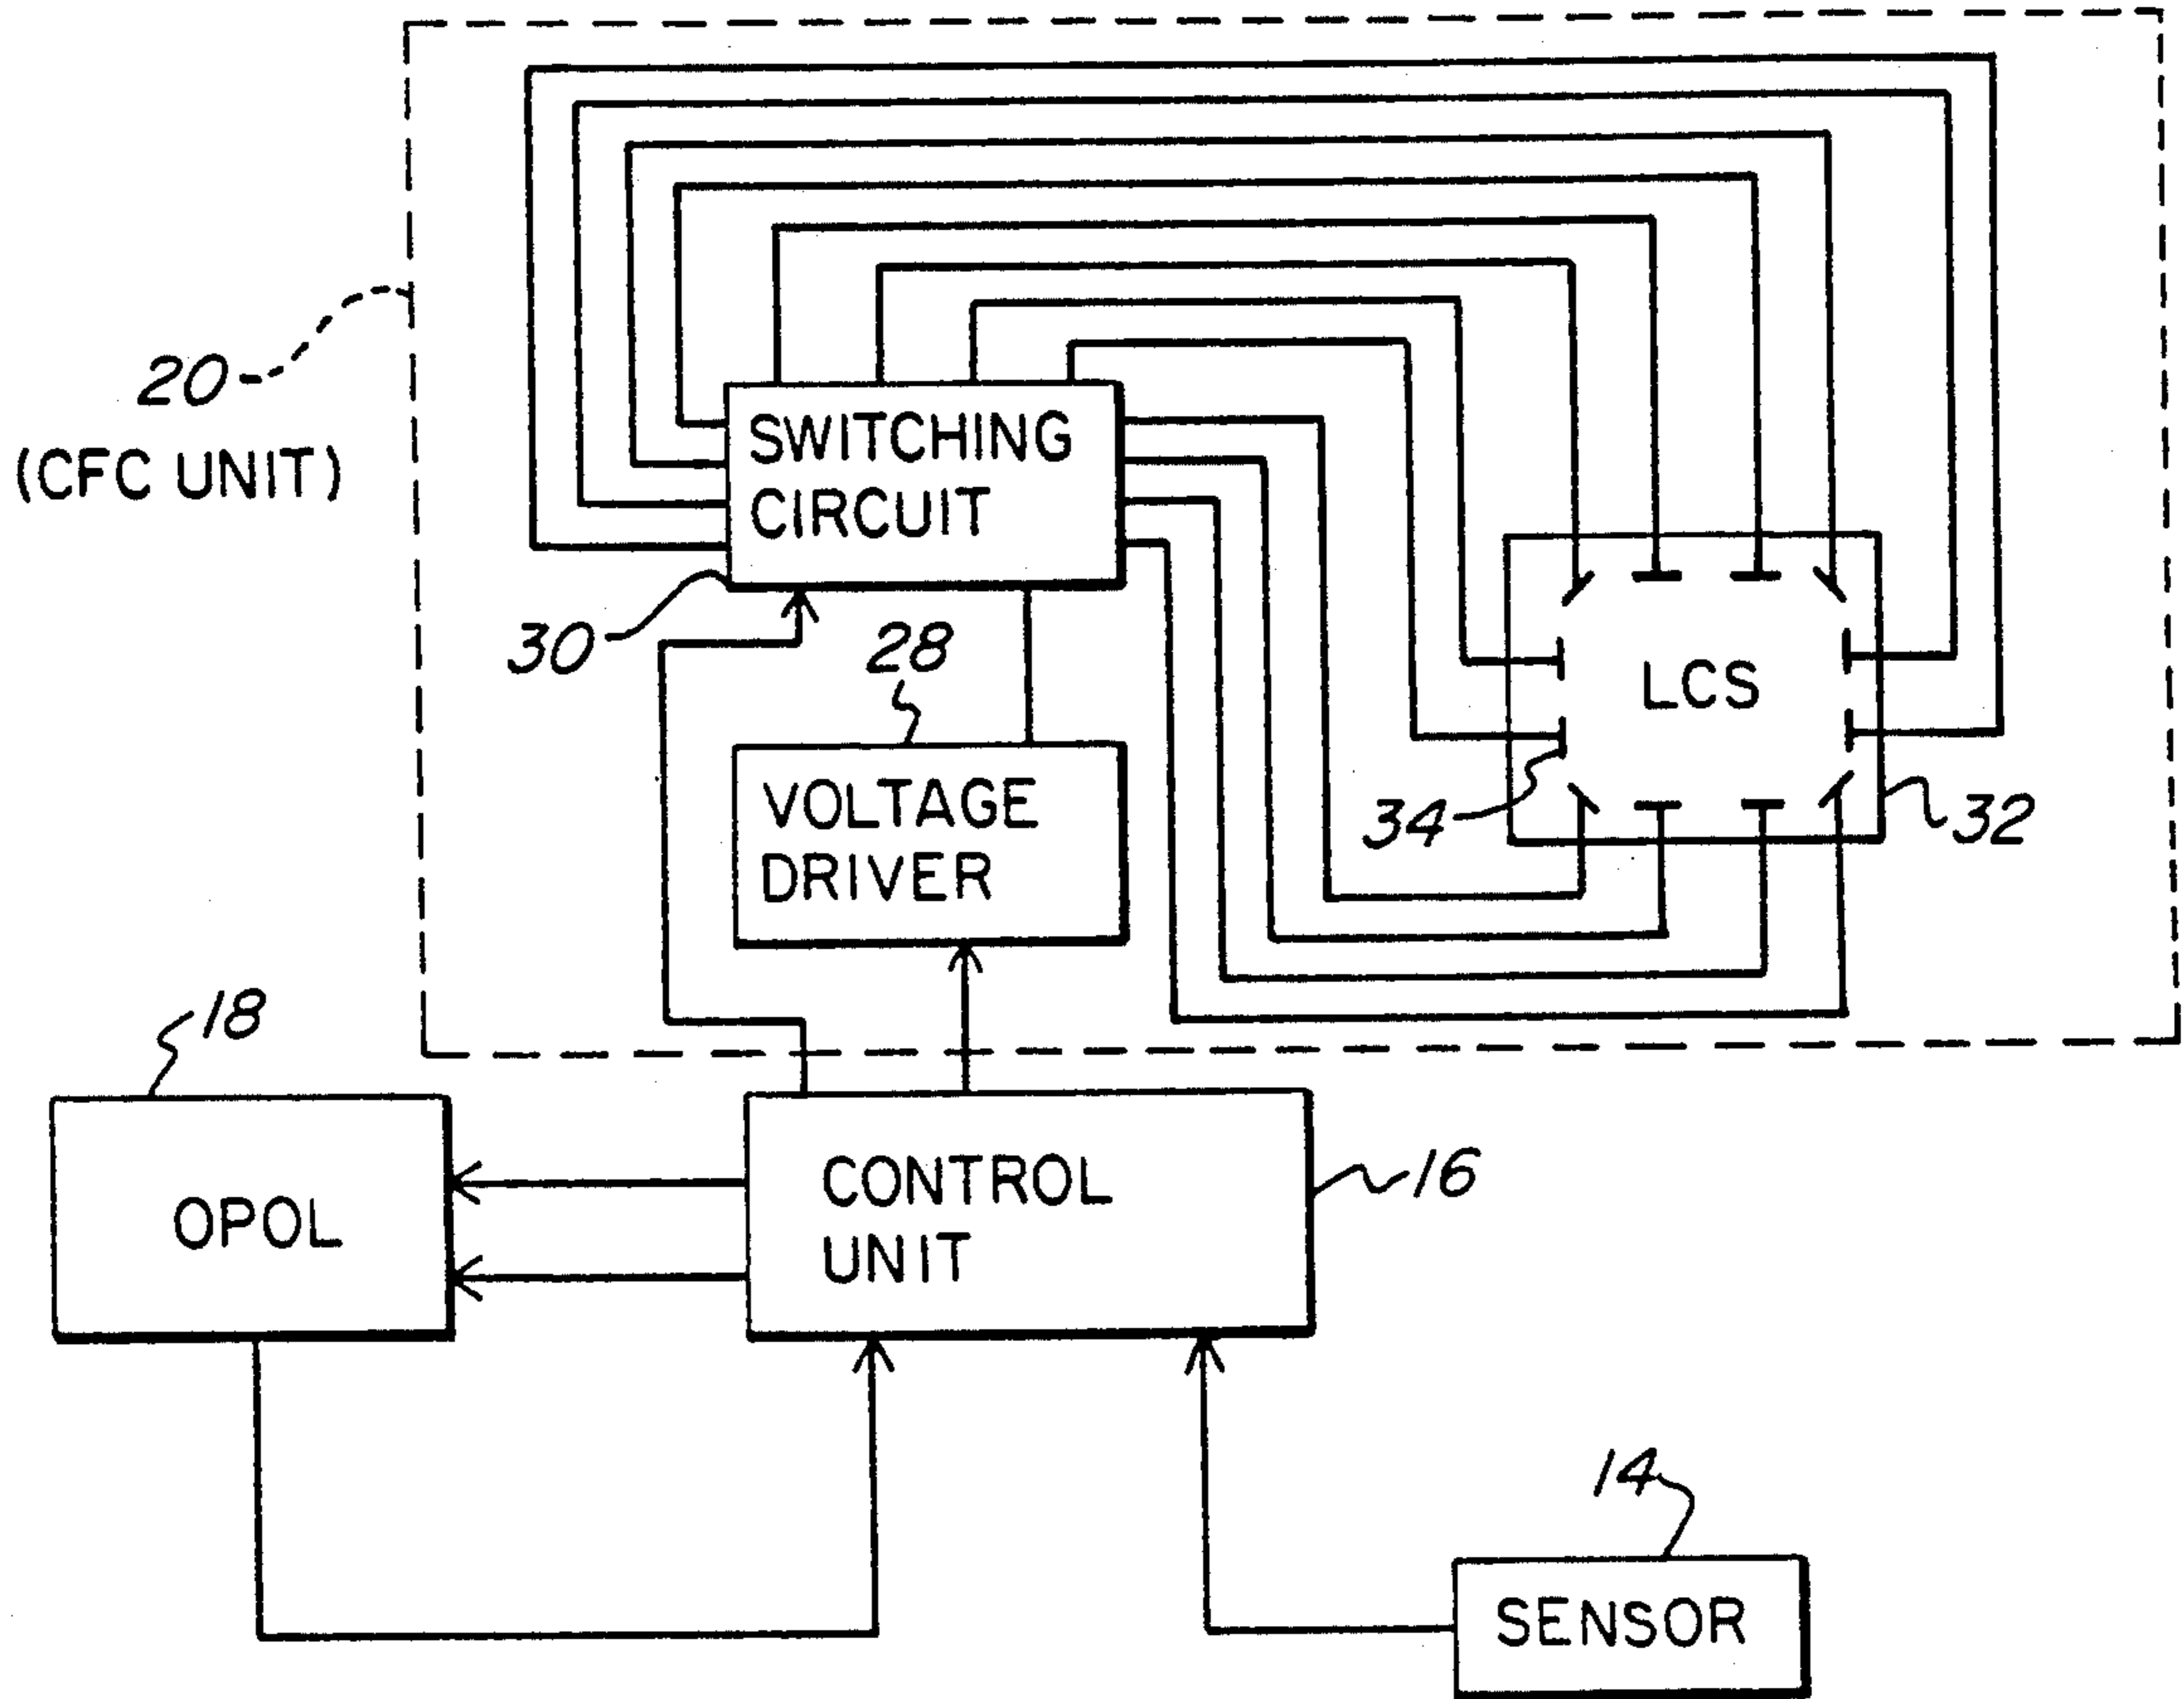 20
(CFC UNIT)
SWITCHING
CIRCUIT
30
28
LCS
34
32
VOLTAGE
DRIVER
18
OPOL
CONTROL
UNIT
16
14
SENSOR